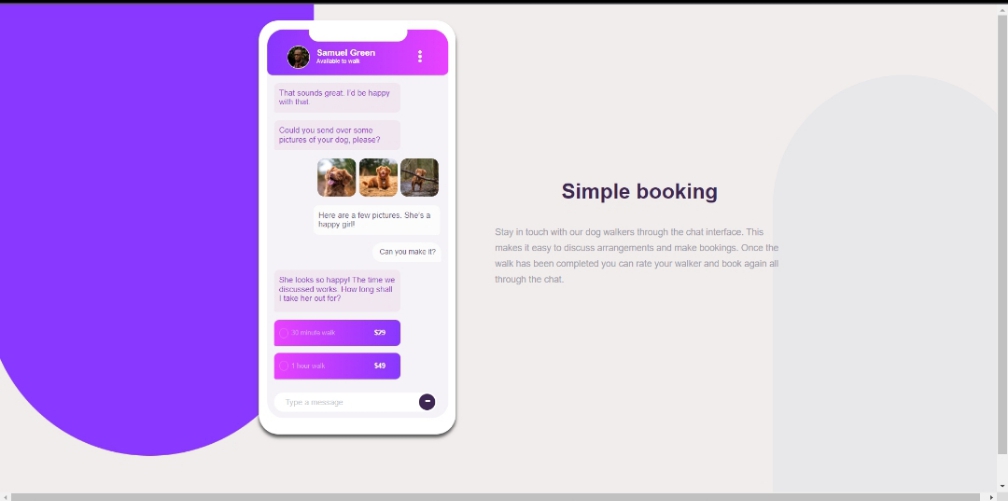 Samuel Green
Available to walk
That sounds great. I'd be happy
with that.
Could you send over some
pictures of your dog, please?
Here are a few pictures. She's a
happy girl!
Can you make it?
She looks so happy! The time we
discussed works. How long shall
I take her out for?
30 minute walk $29
1 hour walk $49
Type a message
Simple booking
Stay in touch with our dog walkers through the chat interface. This
makes it easy to discuss arrangements and make bookings. Once the
walk has been completed you can rate your walker and book again all
through the chat.